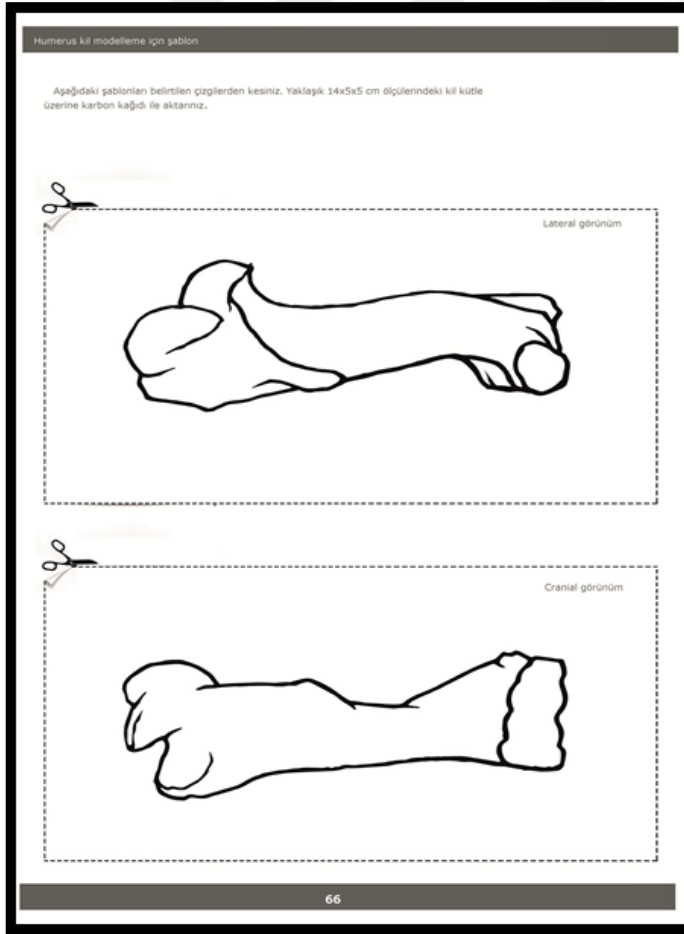 Humerus kil modelleme için şablon
Aşağıdaki şablonları belirtilen çizgilerden kesiniz. Yaklaşık 14x5x5 cm ölçülerindeki kil kütle
üzerine karbon kağıdı ile aktarınız.
Lateral görünüm
Cranial görünüm
66